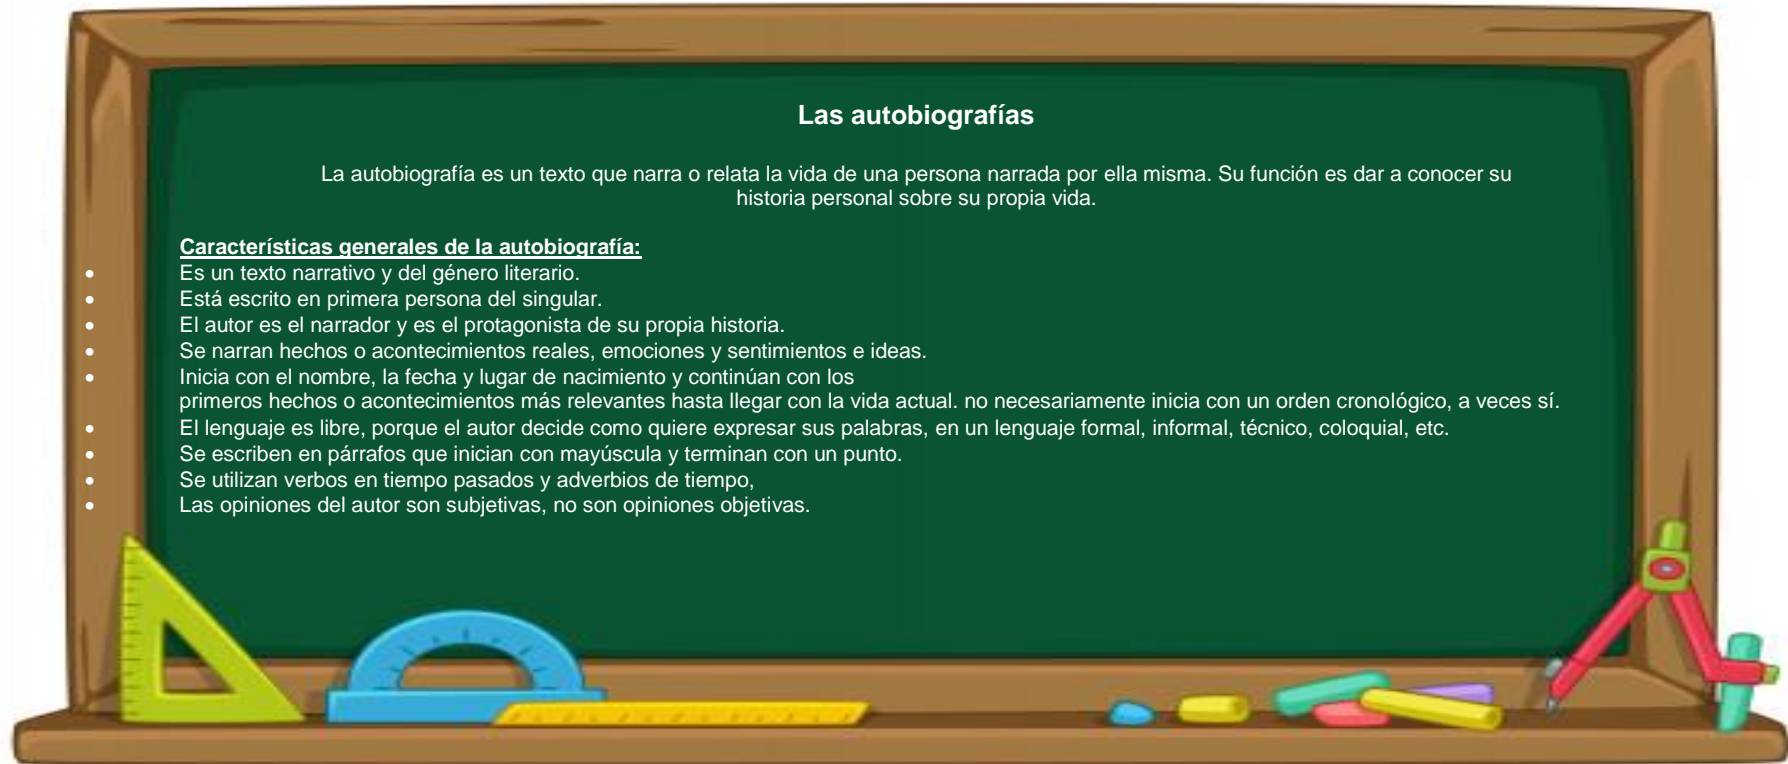 Las autobiografías
La autobiografía es un texto que narra o relata la vida de una persona narrada por ella misma. Su función es dar a conocer su
historia personal sobre su propia vida.
Características generales de la autobiografía:
• Es un texto narrativo y del género literario.
• Está escrito en primera persona del singular.
• El autor es el narrador y es el protagonista de su propia historia.
• Se narran hechos o acontecimientos reales, emociones y sentimientos e ideas.
• Inicia con el nombre, la fecha y lugar de nacimiento y continúan con los
primeros hechos o acontecimientos más relevantes hasta llegar con la vida actual. no necesariamente inicia con un orden cronológico, a veces sí.
• El lenguaje es libre, porque el autor decide como quiere expresar sus palabras, en un lenguaje formal, informal, técnico, coloquial, etc.
• Se escriben en párrafos que inician con mayúscula y terminan con un punto.
• Se utilizan verbos en tiempo pasados y adverbios de tiempo,
• Las opiniones del autor son subjetivas, no son opiniones objetivas.